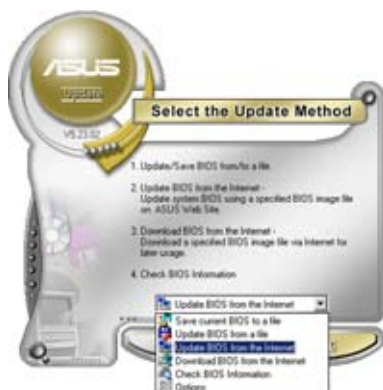 ASUS
Update
V5.23.02
Select the Update Method
1. Update/Save BIOS from/to a file.
2. Update BIOS from the Internet -
Update system BIOS using a specified BIOS image file
on ASUS Web Site.
3. Download BIOS from the Internet -
Download a specified BIOS image file via Internet for
later usage.
4. Check BIOS Information
Update BIOS from the Internet
Save current BIOS to a file
Update BIOS from a file
Update BIOS from the Internet
Download BIOS from the Internet
Check BIOS Information
Options